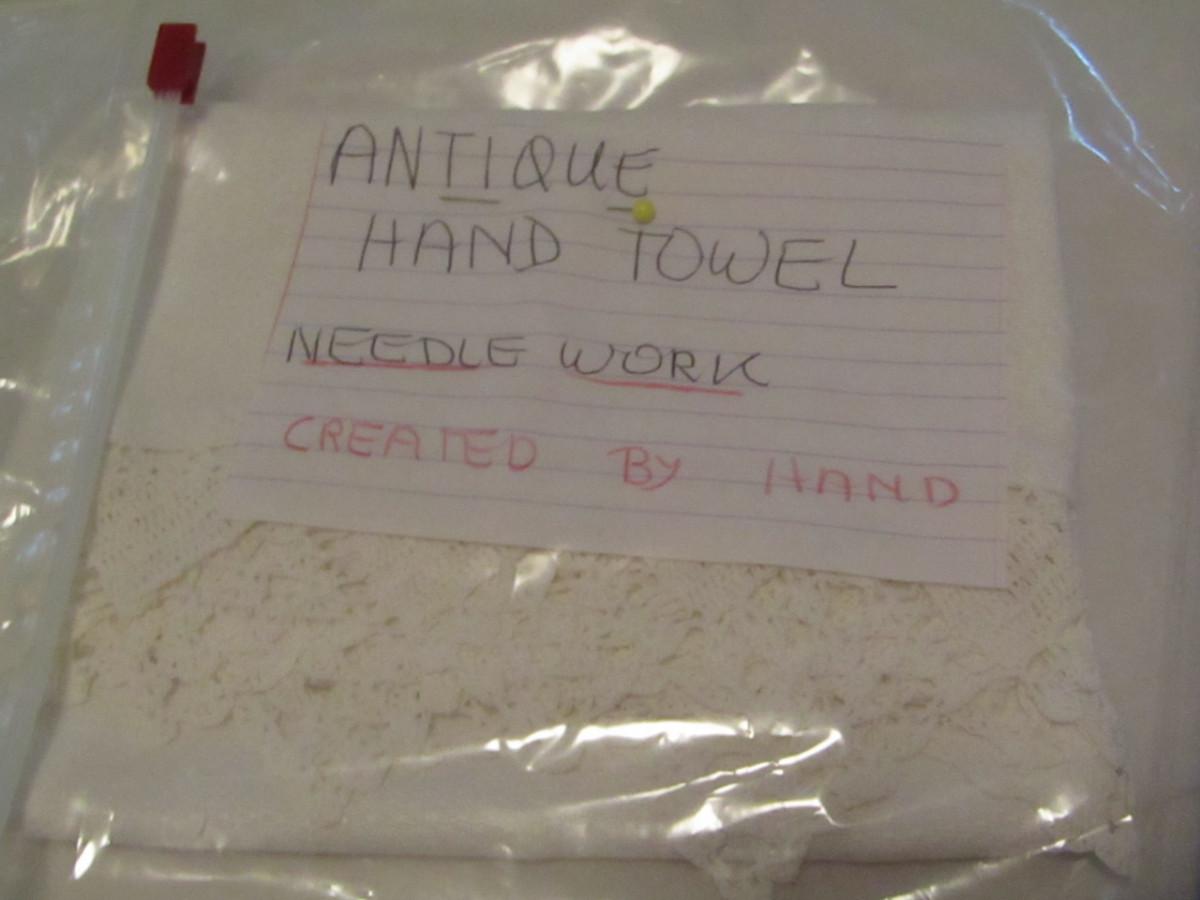 ANTIQUE
HAND TOWEL
NEEDLE WORK
CREATED BY HAND